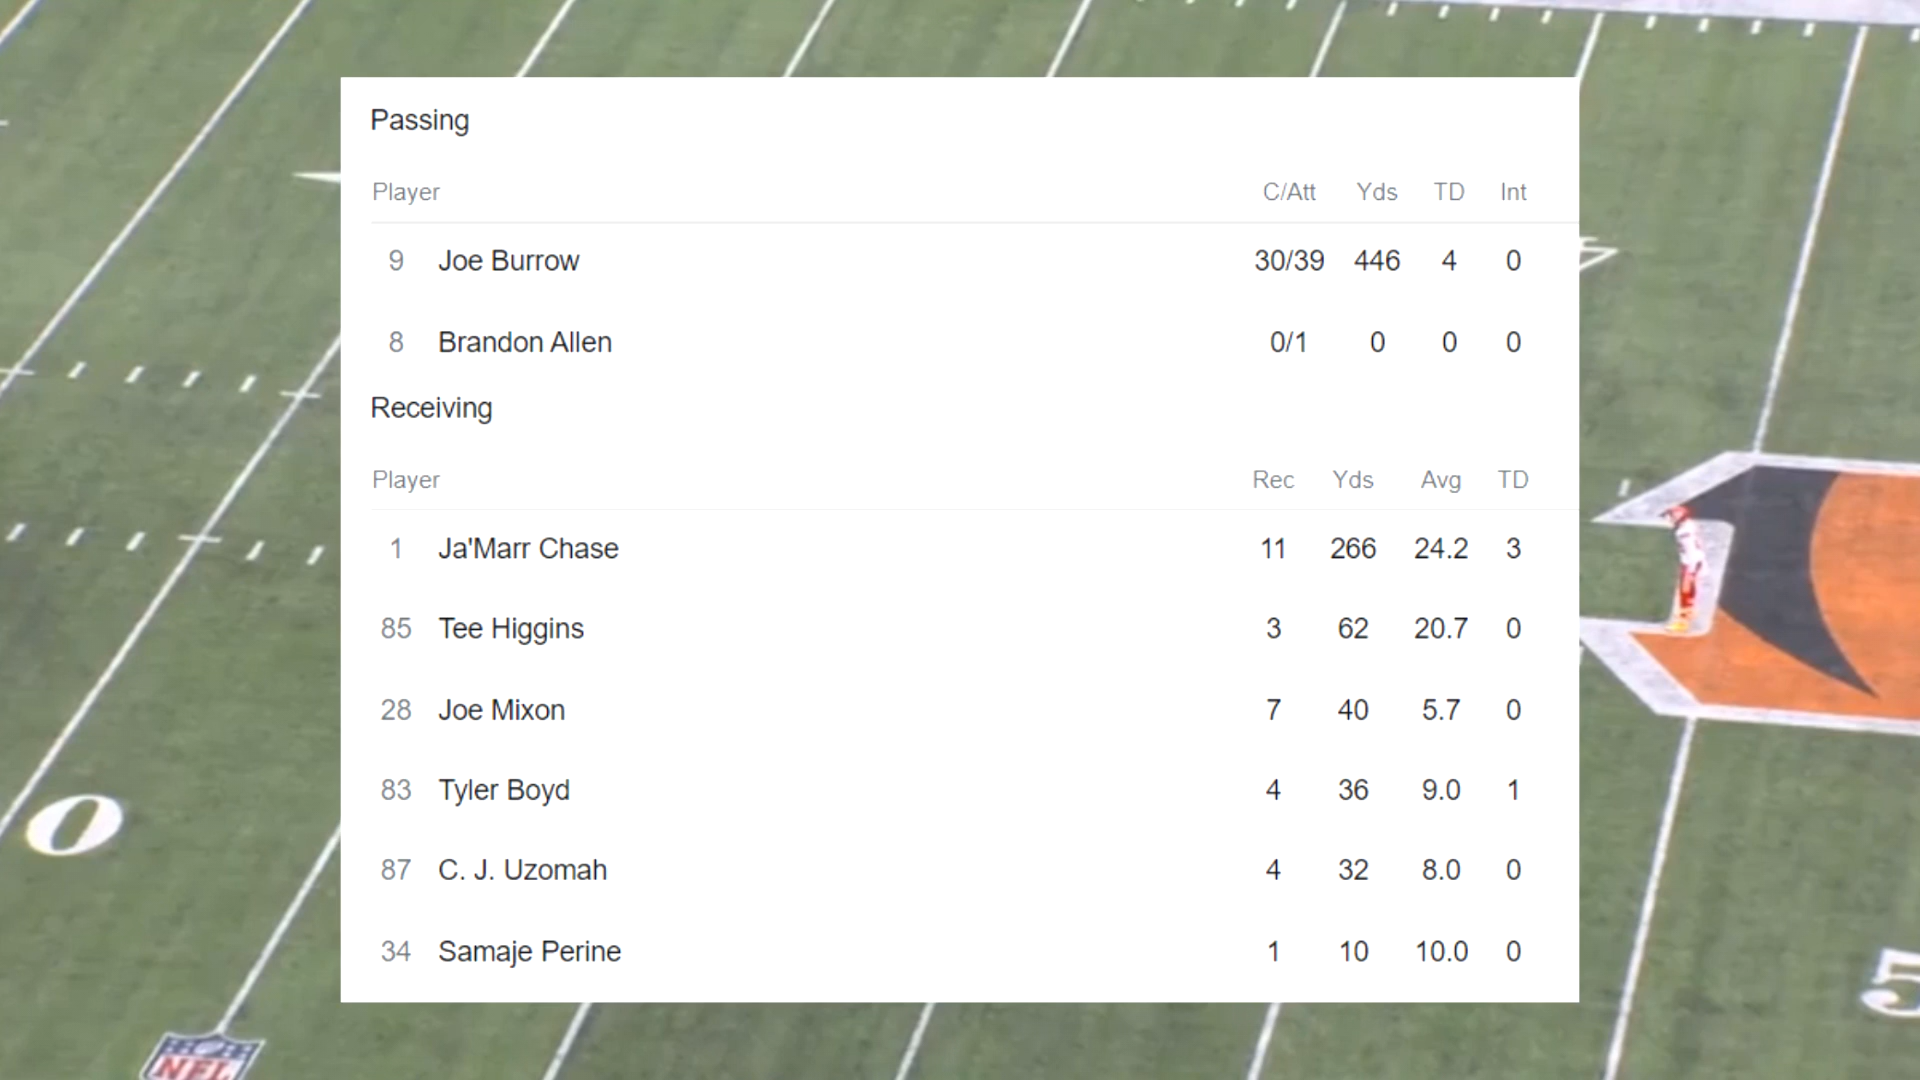 Passing
Player C/Att Yds TD Int
9 Joe Burrow 30/39 446 4 0
8 Brandon Allen 0/1 0 0 0
Receiving
Player Rec Yds Avg TD
1 Ja'Marr Chase 11 266 24.2 3
85 Tee Higgins 3 62 20.7 0
28 Joe Mixon 7 40 5.7 0
83 Tyler Boyd 4 36 9.0 1
87 C. J. Uzomah 4 32 8.0 0
34 Samaje Perine 1 10 10.0 0
0
5
NFL